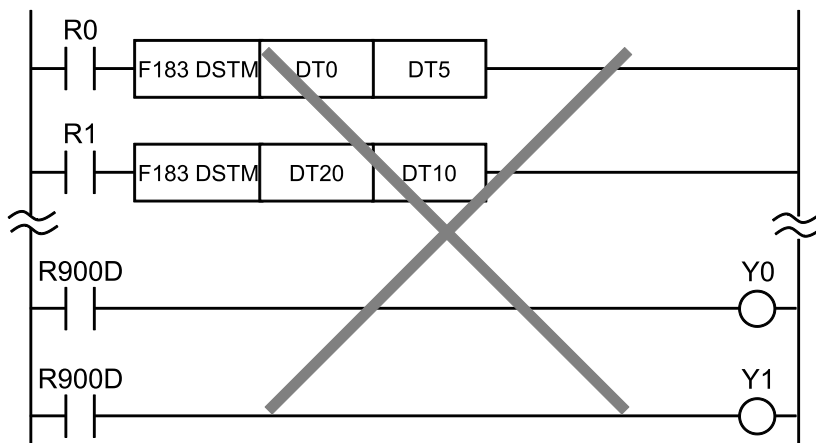 R0
F183 DSTM DT0 DT5
R1
F183 DSTM DT20 DT10
R900D Y0
R900D Y1